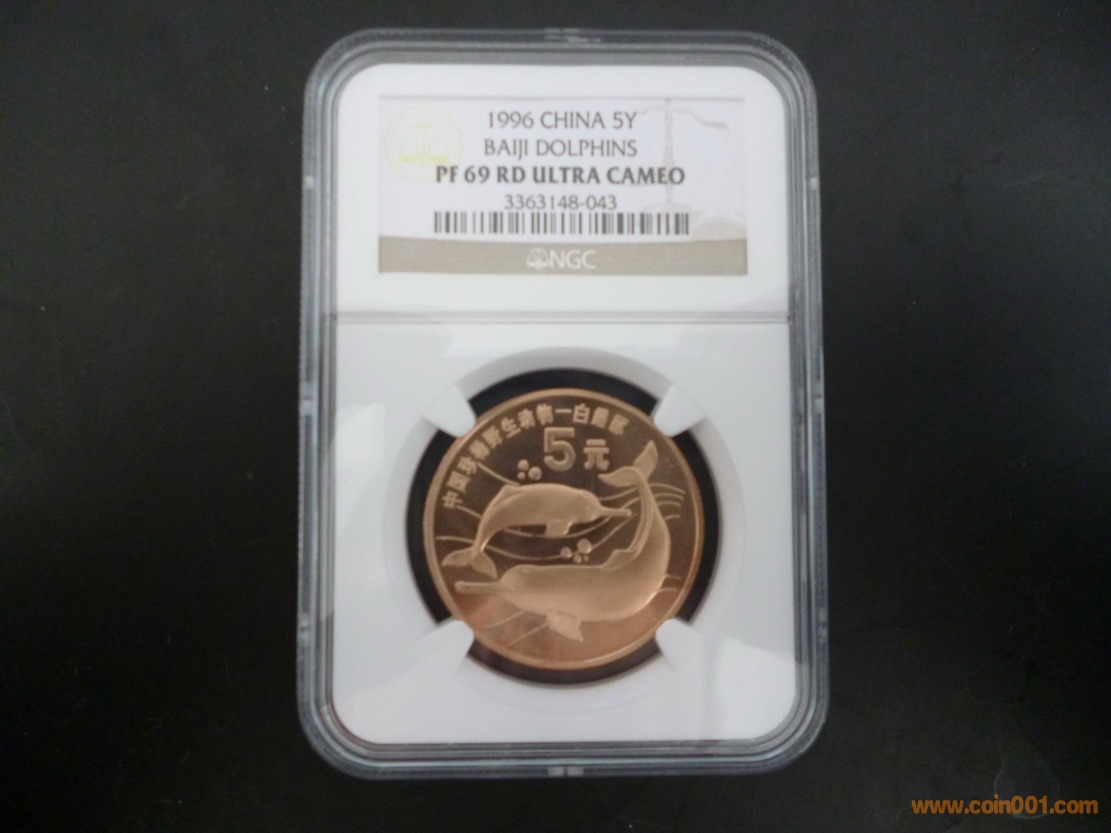 1996 CHINA 5Y
BAIJI DOLPHINS
PF 69 RD ULTRA CAMEO
3363148-043
NGC
中国珍稀野生动物—白鱀豚
5元
www.coin001.com